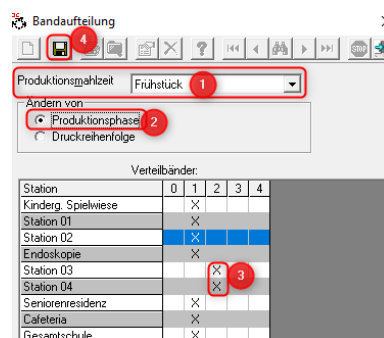 Bandaufteilung
4
STOP
Produktionsmahlzeit Frühstück 1
Ändern von
Produktionsphase 2
Druckreihenfolge
Verteilbänder:
Station 0 1 2 3 4
Kinderg. Spielwiese X
Station 01 X
Station 02 X
Endoskopie X
Station 03 X 3
Station 04 X
Seniorenresidenz X
Cafeteria X
Gesamtschule X